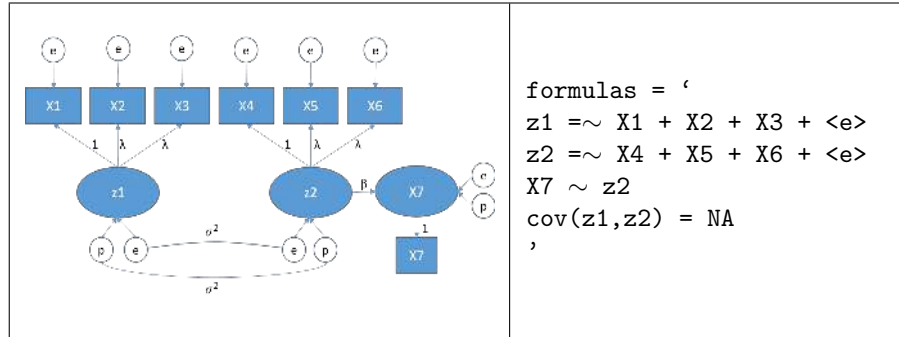 e e e e e e
X1 X2 X3 X4 X5 X6
1 λ λ 1 λ λ
z1 z2 β X7 e
p
1
p e σ² e p X7
σ²
formulas = ‘
z1 =∼ X1 + X2 + X3 + <e>
z2 =∼ X4 + X5 + X6 + <e>
X7 ∼ z2
cov(z1,z2) = NA
’